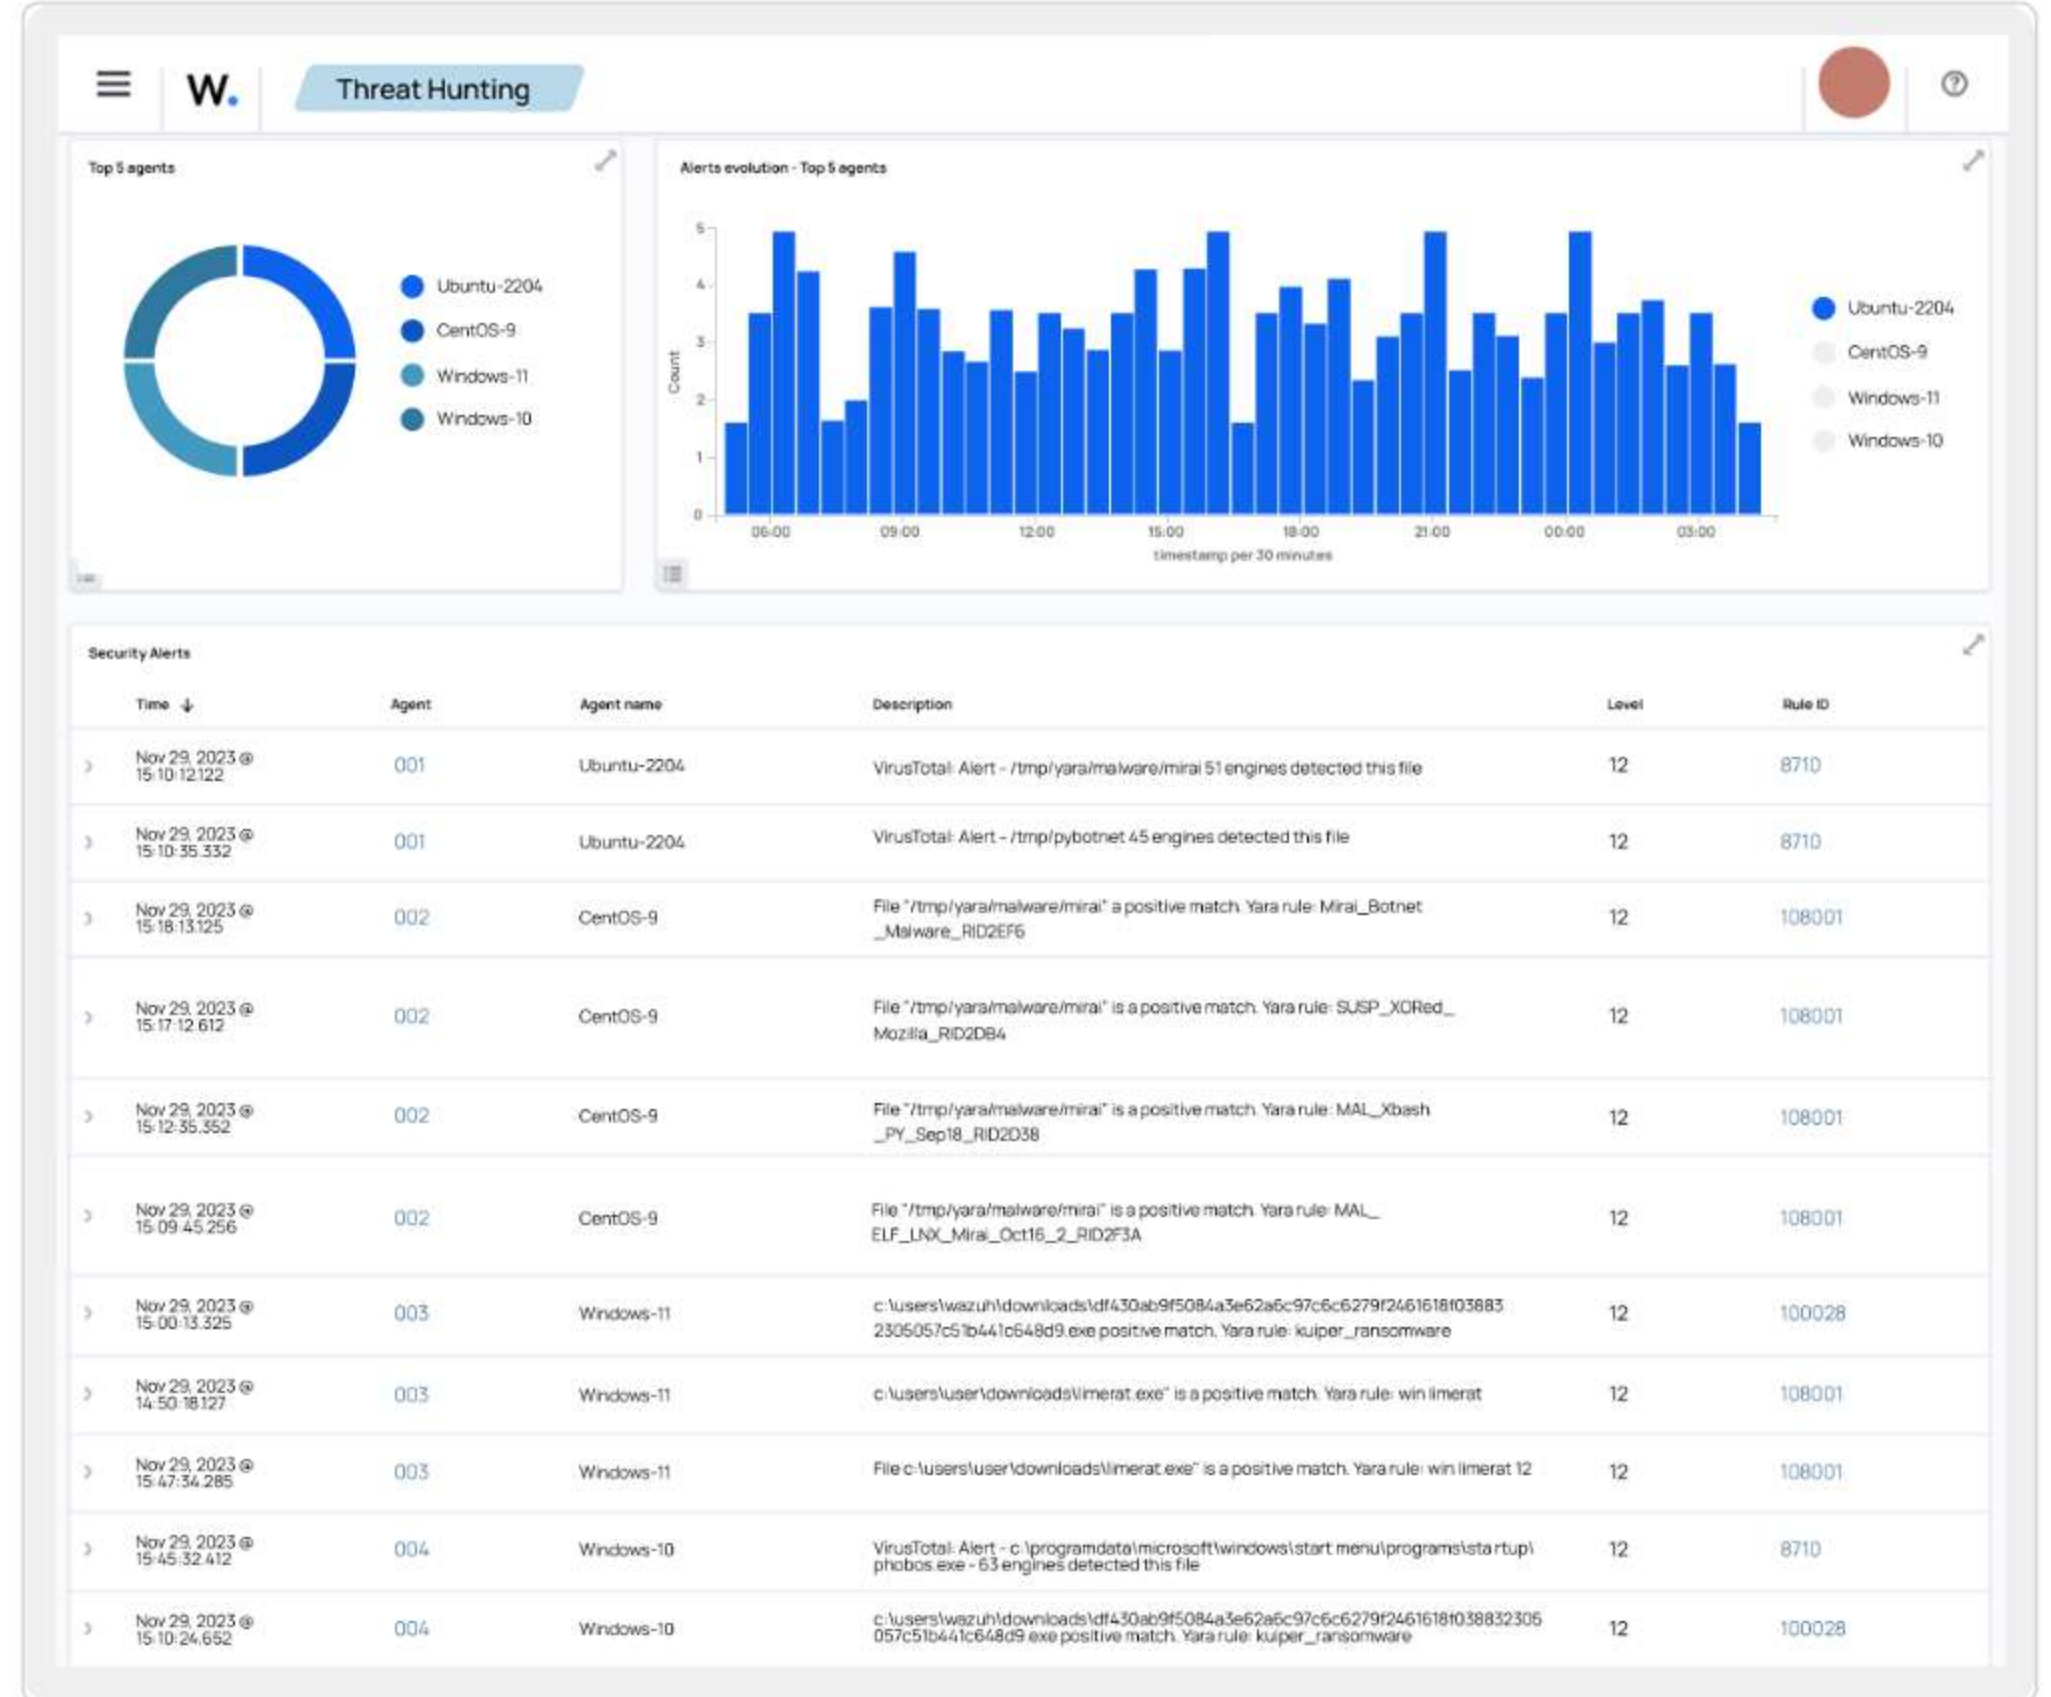 W.
Threat Hunting
Top 5 agents
Ubuntu-2204
CentOS-9
Windows-11
Windows-10
Alerts evolution - Top 5 agents
5
4
3
2
1
0
Count
06:00 09:00 12:00 15:00 18:00 21:00 00:00 03:00
timestamp per 30 minutes
Ubuntu-2204
CentOS-9
Windows-11
Windows-10
Security Alerts
Time Agent Agent name Description Level Rule ID
Nov 29, 2023 @
15:10:12.122
001 Ubuntu-2204 VirusTotal: Alert - /tmp/yara/malware/mirai 51 engines detected this file 12 8710
Nov 29, 2023 @
15:10:35.332
001 Ubuntu-2204 VirusTotal: Alert - /tmp/pybotnet 45 engines detected this file 12 8710
Nov 29, 2023 @
15:18:13.125
002 CentOS-9 File "/tmp/yara/malware/mirai" a positive match. Yara rule: Mirai_Botnet
_Malware_RID2EF6
12 108001
Nov 29, 2023 @
15:17:12.612
002 CentOS-9 File "/tmp/yara/malware/mirai" is a positive match. Yara rule: SUSP_XORed_
Mozilla_RID2DB4
12 108001
Nov 29, 2023 @
15:12:35.352
002 CentOS-9 File "/tmp/yara/malware/mirai" is a positive match. Yara rule: MAL_Xbash
_PY_Sep18_RID2D38
12 108001
Nov 29, 2023 @
15:09:45.256
002 CentOS-9 File "/tmp/yara/malware/mirai" is a positive match. Yara rule: MAL_
ELF_LNX_Mirai_Oct16_2_RID2F3A
12 108001
Nov 29, 2023 @
15:00:13.325
003 Windows-11 c:\users\wazuh\downloads\df430ab9f5084a3e62a6c97c6c6279f2461618f03883
2305057c51b441c648d9.exe positive match. Yara rule: kuiper_ransomware
12 100028
Nov 29, 2023 @
14:50:18.127
003 Windows-11 c:\users\user\downloads\limerat.exe" is a positive match. Yara rule: win limerat 12 108001
Nov 29, 2023 @
15:47:34.285
003 Windows-11 File c:\users\user\downloads\limerat.exe" is a positive match. Yara rule: win limerat 12 12 108001
Nov 29, 2023 @
15:45:32.412
004 Windows-10 VirusTotal: Alert - c:\programdata\microsoft\windows\start menu\programs\sta rtup\
phobos.exe - 63 engines detected this file
12 8710
Nov 29, 2023 @
15:10:24.652
004 Windows-10 c:\users\wazuh\downloads\df430ab9f5084a3e62a6c97c6c6279f2461618f038832305
057c51b441c648d9.exe positive match. Yara rule: kuiper_ransomware
12 100028